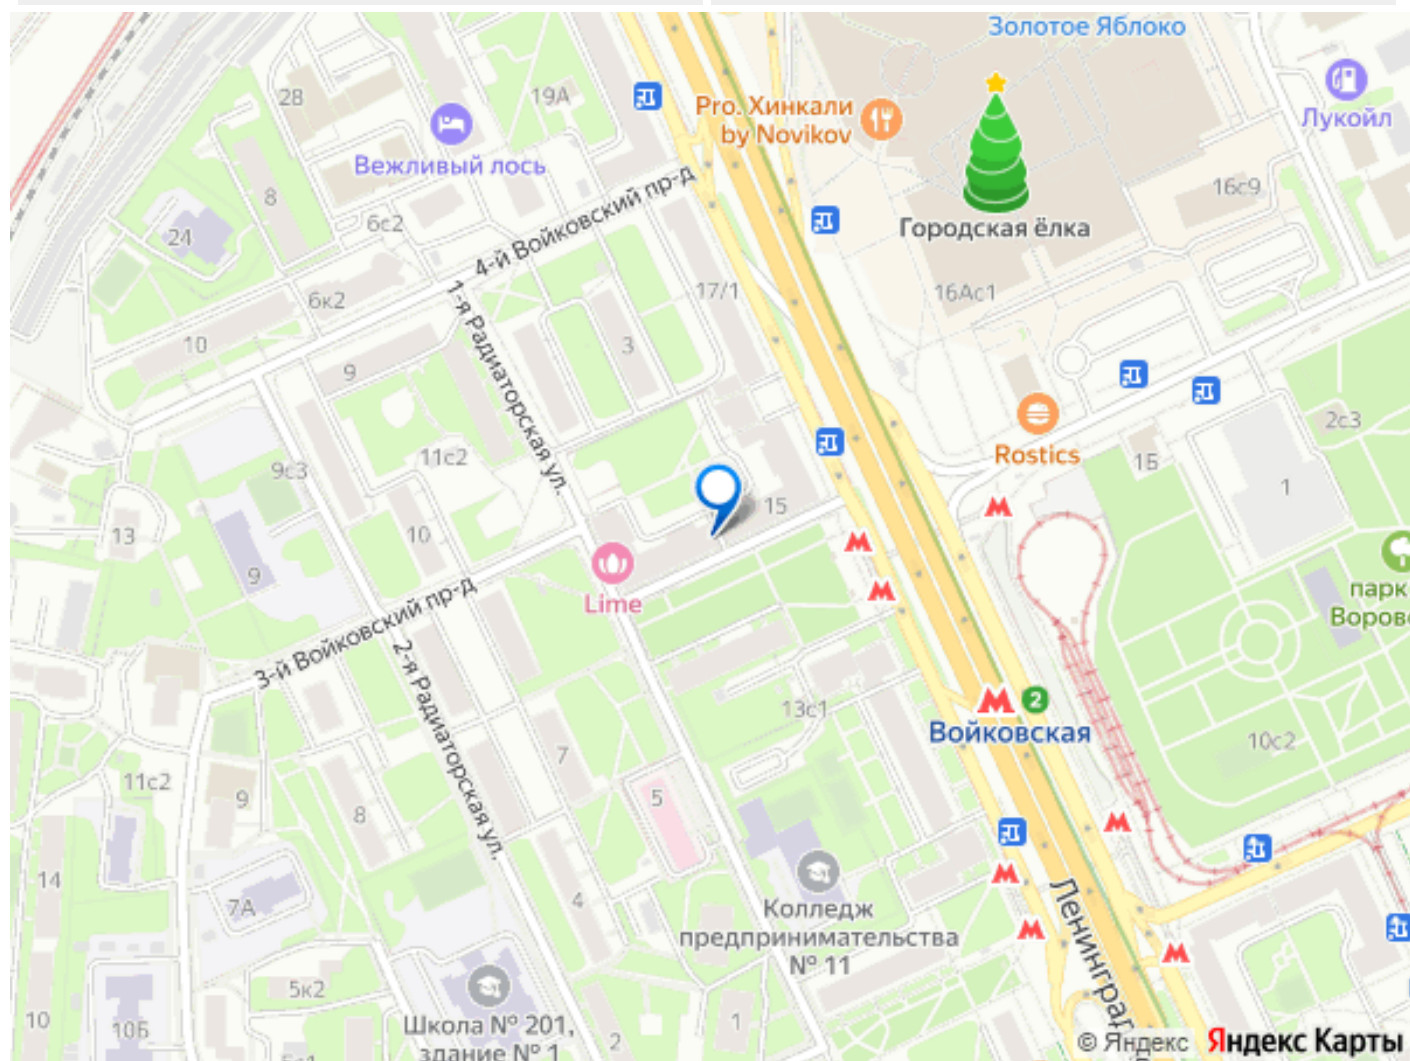 Золотое Яблоко
2В
19А
Pro. Хинкали
by Novikov
Лукойл
Вежливый лось
8
16с9
24
6с2
4-й Войковский пр-д
Городская ёлка
6к2
17/1
16Ас1
1-я Радиаторская ул.
10
3
9
2с3
11с2
Rostics
1Б
9с3
15
1
13
10
9
Lime
парк
Воров
3-й Войковский пр-д
2-я Радиаторская ул.
2
Войковская
13с1
10с2
7
11с2
9
5
8
14
7А
4
Колледж
предпринимательства
№ 11
Ленинград
5к2
10
10Б
Школа № 201,
здание № 1
2
1
© Яндекс Яндекс Карты